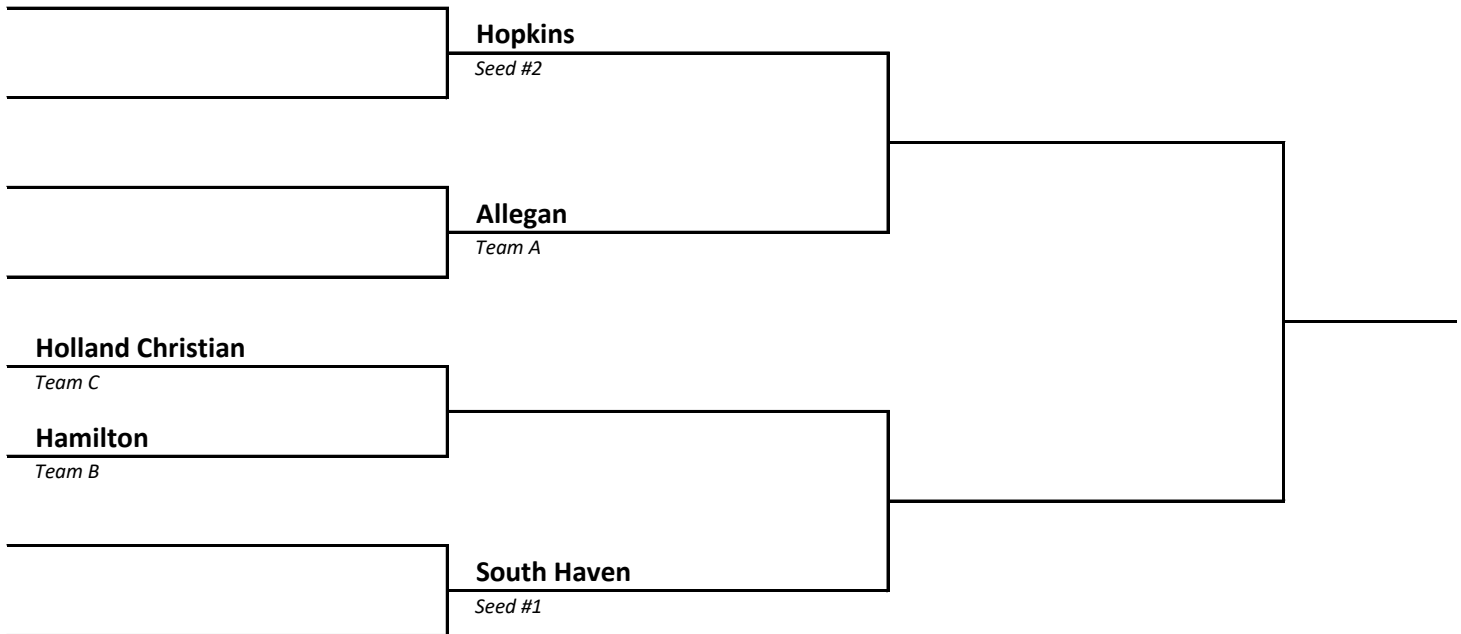 Hopkins
Seed #2
Allegan
Team A
Holland Christian
Team C
Hamilton
Team B
South Haven
Seed #1